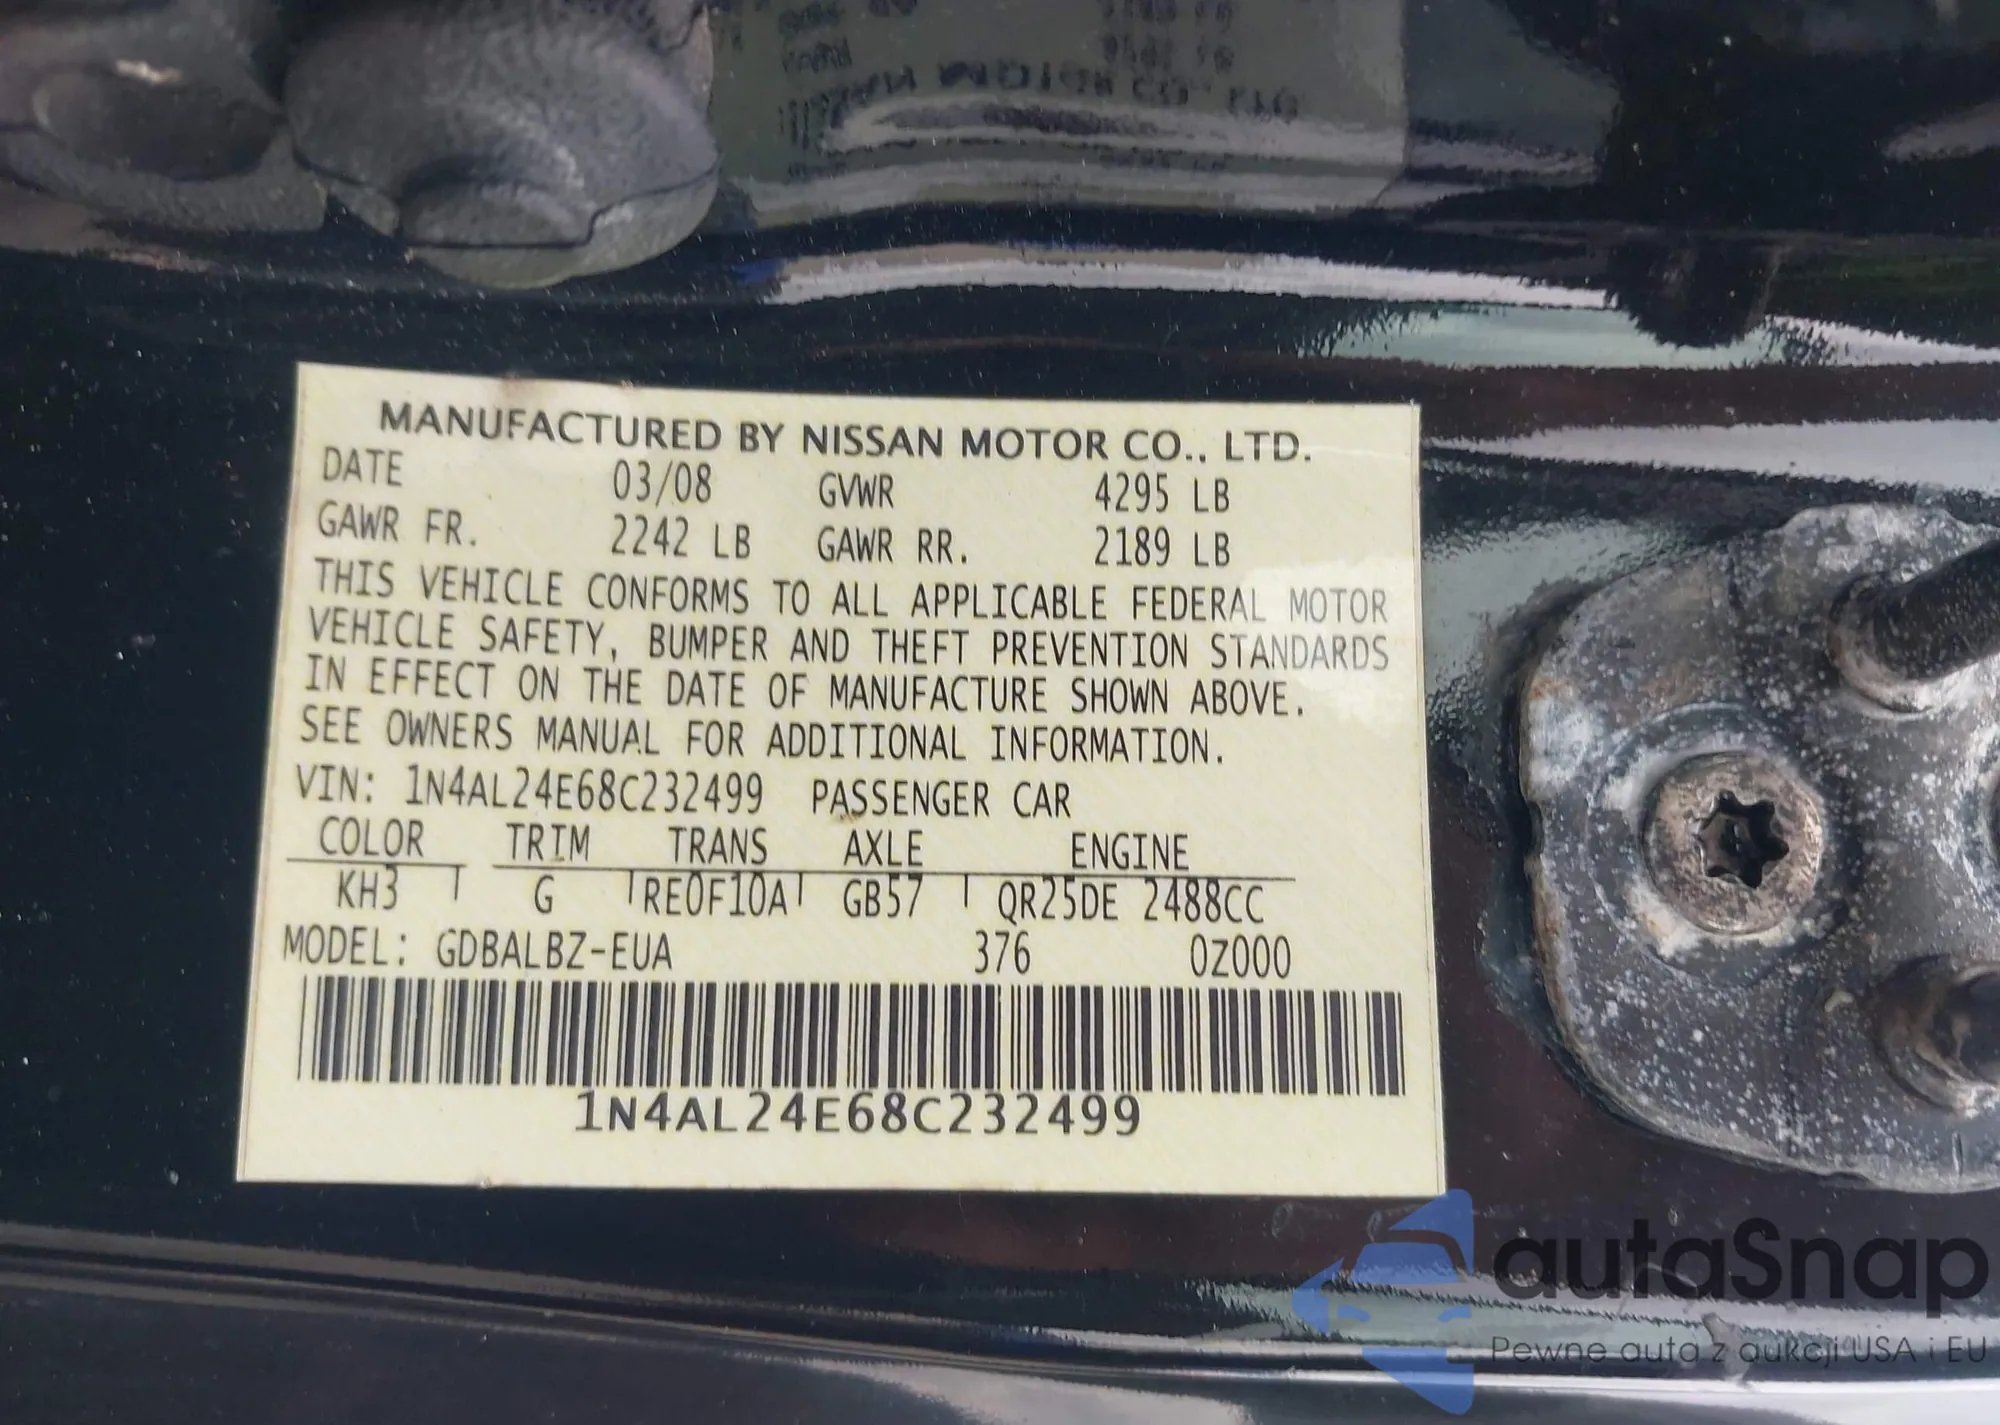 MANUFACTURED BY NISSAN MOTOR CO., LTD.
DATE 03/08 GVWR 4295 LB
GAWR FR. 2242 LB GAWR RR. 2189 LB
THIS VEHICLE CONFORMS TO ALL APPLICABLE FEDERAL MOTOR
VEHICLE SAFETY, BUMPER AND THEFT PREVENTION STANDARDS
IN EFFECT ON THE DATE OF MANUFACTURE SHOWN ABOVE.
SEE OWNERS MANUAL FOR ADDITIONAL INFORMATION.
VIN: 1N4AL24E68C232499 PASSENGER CAR
COLOR TRIM TRANS AXLE ENGINE
KH3 G RE0F10A GB57 QR25DE 2488CC
MODEL: GDBALBZ-EUA 376 0Z000
1N4AL24E68C232499
autaSnap
Pewne auta z aukcji USA i EU